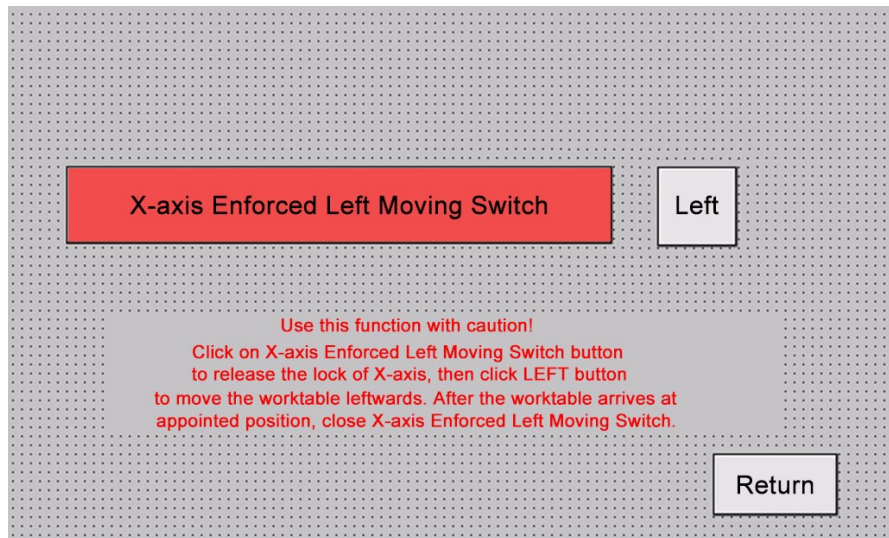 X-axis Enforced Left Moving Switch
Left
Use this function with caution!
Click on X-axis Enforced Left Moving Switch button
to release the lock of X-axis, then click LEFT button
to move the worktable leftwards. After the worktable arrives at
appointed position, close X-axis Enforced Left Moving Switch.
Return